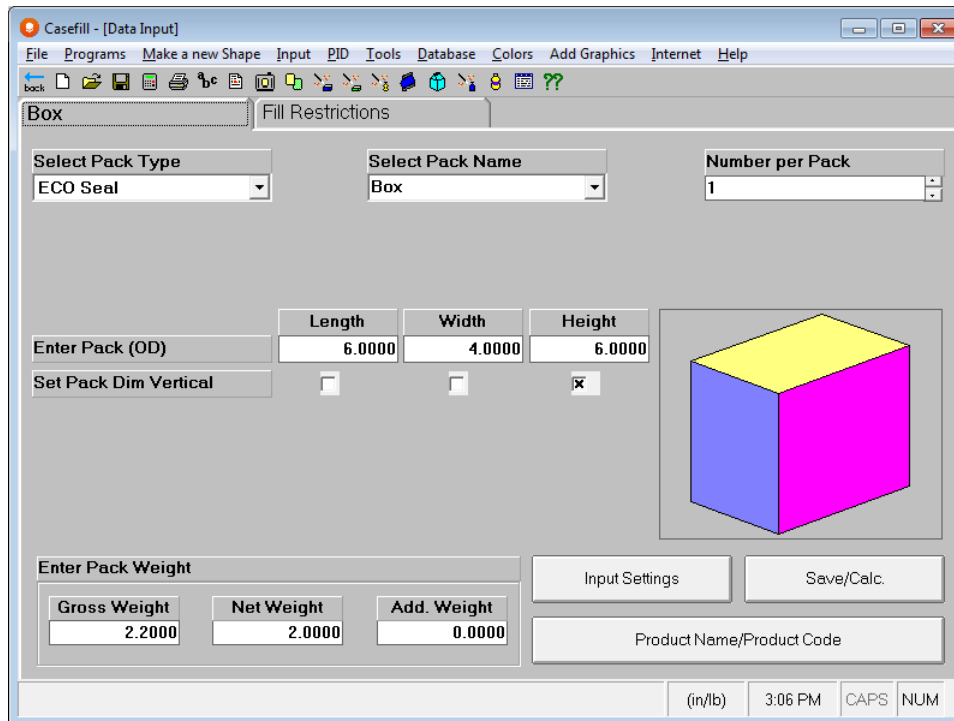 Casefill - [Data Input]
File Programs Make a new Shape Input PID Tools Database Colors Add Graphics Internet Help
back abc ??
Box Fill Restrictions
Select Pack Type Select Pack Name Number per Pack
ECO Seal Box 1
Length Width Height
Enter Pack (OD) 6.0000 4.0000 6.0000
Set Pack Dim Vertical
Enter Pack Weight
Input Settings Save/Calc.
Gross Weight Net Weight Add. Weight
2.2000 2.0000 0.0000
Product Name/Product Code
(in/lb) 3:06 PM CAPS NUM